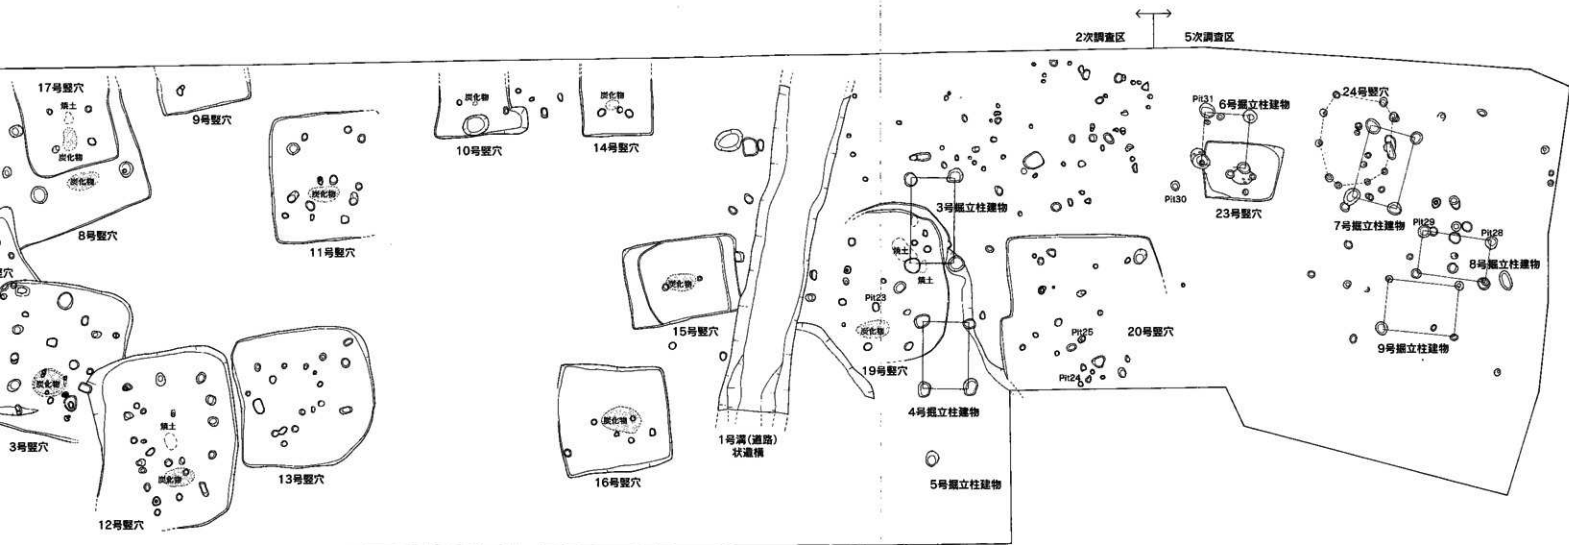 2次調査区
5次調査区
17号竪穴
焼土
炭化物
炭化物
8号竪穴
9号竪穴
炭化物
11号竪穴
炭化物
10号竪穴
炭化物
14号竪穴
竪穴
炭化物
3号竪穴
焼土
炭化物
12号竪穴
13号竪穴
炭化物
15号竪穴
炭化物
16号竪穴
1号溝(道路)
状遺構
3号掘立柱建物
焼土
焼土
Pit23
炭化物
19号竪穴
4号掘立柱建物
5号掘立柱建物
20号竪穴
Pit25
Pit24
Pit31
6号掘立柱建物
Pit30
23号竪穴
24号竪穴
7号掘立柱建物
Pit29
Pit28
8号掘立柱建物
9号掘立柱建物